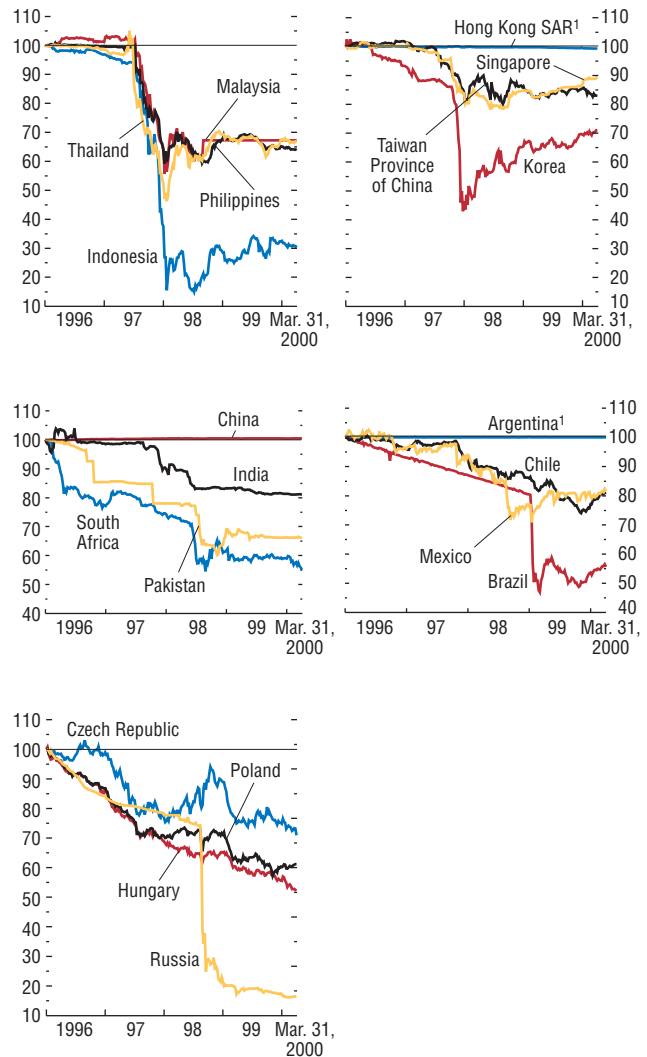 110
100
90
80
70
60
50
40
30
20
10
Malaysia
Thailand
Philippines
Indonesia
1996 97 98 99 Mar. 31,
2000
Hong Kong SAR1
Singapore
Taiwan
Province
of China
Korea
110
100
90
80
70
60
50
40
30
20
10
1996 97 98 99 Mar. 31,
2000
110
100
90
80
70
60
50
40
China
India
South
Africa
Pakistan
1996 97 98 99 Mar. 31,
2000
Argentina1
Chile
Mexico
Brazil
110
100
90
80
70
60
50
40
1996 97 98 99 Mar. 31,
2000
110
100
90
80
70
60
50
40
30
20
10
Czech Republic
Poland
Hungary
Russia
1996 97 98 99 Mar. 31,
2000